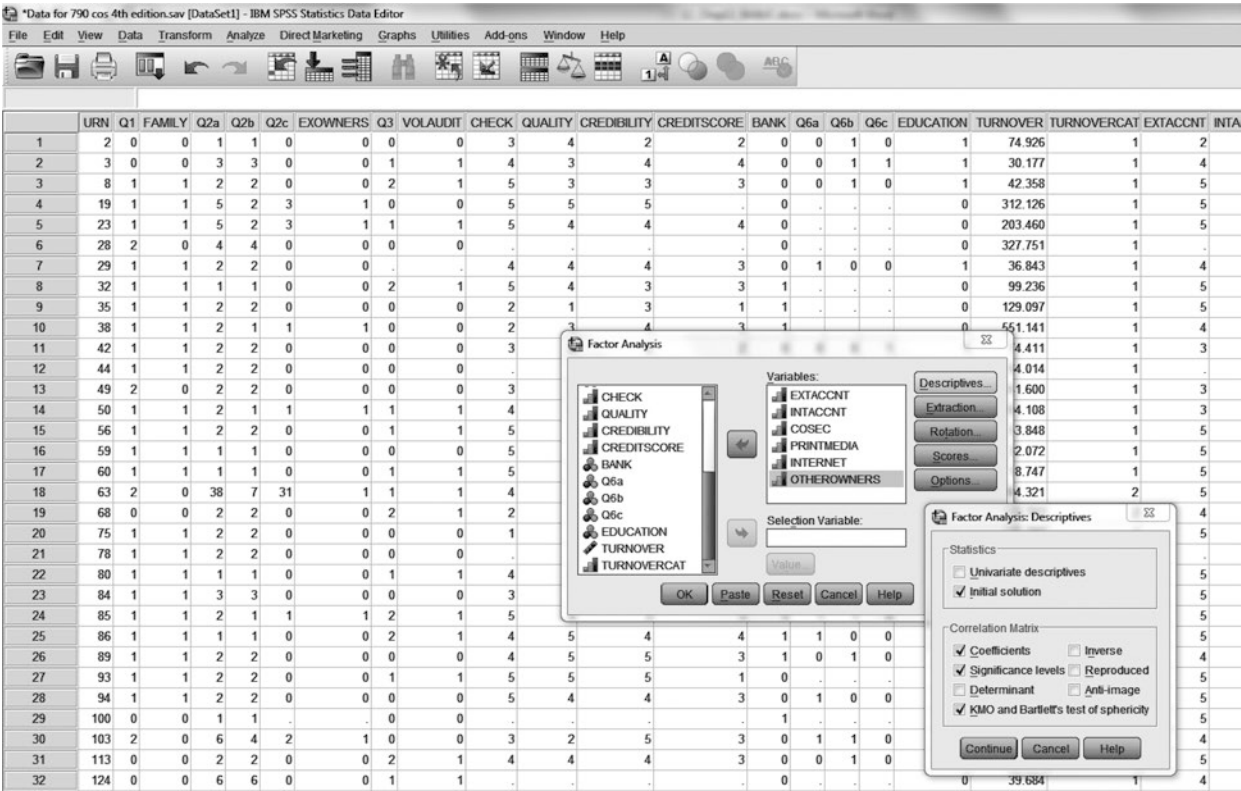 *Data for 790 cos 4th edition.sav [DataSet1] - IBM SPSS Statistics Data Editor
File Edit View Data Transform Analyze Direct Marketing Graphs Utilities Add-ons Window Help
URN Q1 FAMILY Q2a Q2b Q2c EXOWNERS Q3 VOLAUDIT CHECK QUALITY CREDIBILITY CREDITSCORE BANK Q6a Q6b Q6c EDUCATION TURNOVER TURNOVERCAT EXTACCNT INTA
1 2 0 0 1 1 0 0 0 0 3 4 2 2 0 0 1 0 1 74.926 1 2
2 3 0 0 3 3 0 0 1 1 4 3 4 4 0 0 1 1 1 30.177 1 4
3 8 1 1 2 2 0 0 2 1 5 3 3 3 0 0 1 0 1 42.358 1 5
4 19 1 1 5 2 3 1 0 0 5 5 5 . 0 . . . 0 312.126 1 5
5 23 1 1 5 2 3 1 1 1 5 4 4 4 0 . . . 0 203.460 1 5
6 28 2 0 4 4 0 0 0 0 . . . . 0 . . . 0 327.751 1 .
7 29 1 1 2 2 0 0 . . 4 4 4 3 0 1 0 0 1 36.843 1 4
8 32 1 1 1 1 0 0 2 1 5 4 3 3 1 . . . 0 99.236 1 5
9 35 1 1 2 2 0 0 0 0 2 1 3 1 1 . . . 0 129.097 1 5
10 38 1 1 2 1 1 1 0 0 2 3 4 3 1 0 551.141 1 4
11 42 1 1 2 2 0 0 0 0 3 4.411 1 3
12 44 1 1 2 2 0 0 0 0 . 4.014 1 .
13 49 2 0 2 2 0 0 0 0 3 1.600 1 3
14 50 1 1 2 1 1 1 1 1 4 4.108 1 3
15 56 1 1 2 2 0 0 1 1 5 3.848 1 5
16 59 1 1 1 1 0 0 0 0 5 2.072 1 5
17 60 1 1 1 1 0 0 1 1 5 8.747 1 5
18 63 2 0 38 7 31 1 1 1 4 4.321 2 5
19 68 0 0 2 2 0 0 2 1 2 4
20 75 1 1 2 2 0 0 0 0 1 5
21 78 1 1 2 2 0 0 0 0 . .
22 80 1 1 1 1 0 0 1 1 4 5
23 84 1 1 3 3 0 0 0 0 3 5
24 85 1 1 2 1 1 1 2 1 5 5
25 86 1 1 1 1 0 0 2 1 4 5 4 4 1 1 0 0 5
26 89 1 1 2 2 0 0 0 0 4 5 5 3 1 0 1 0 4
27 93 1 1 2 2 0 0 1 1 5 5 5 1 0 . . . 5
28 94 1 1 2 2 0 0 0 0 5 4 4 3 0 1 0 0 5
29 100 0 0 1 1 . . 0 0 . . . . 1 . . . 5
30 103 2 0 6 4 2 1 0 0 3 2 5 3 0 1 1 0 4
31 113 0 0 2 2 0 0 2 1 4 4 4 3 0 0 1 0 5
32 124 0 0 6 6 0 0 1 1 . . . . 0 . . . 0 39.684 1 4
Factor Analysis
Variables:
CHECK
QUALITY
CREDIBILITY
CREDITSCORE
BANK
Q6a
Q6b
Q6c
EDUCATION
TURNOVER
TURNOVERCAT
EXTACCNT
INTACCNT
COSEC
PRINTMEDIA
INTERNET
OTHEROWNERS
Selection Variable:
Value...
Descriptives...
Extraction...
Rotation...
Scores...
Options...
OK Paste Reset Cancel Help
Factor Analysis: Descriptives
Statistics
Univariate descriptives
Initial solution
Correlation Matrix
Coefficients Inverse
Significance levels Reproduced
Determinant Anti-image
KMO and Bartlett's test of sphericity
Continue Cancel Help